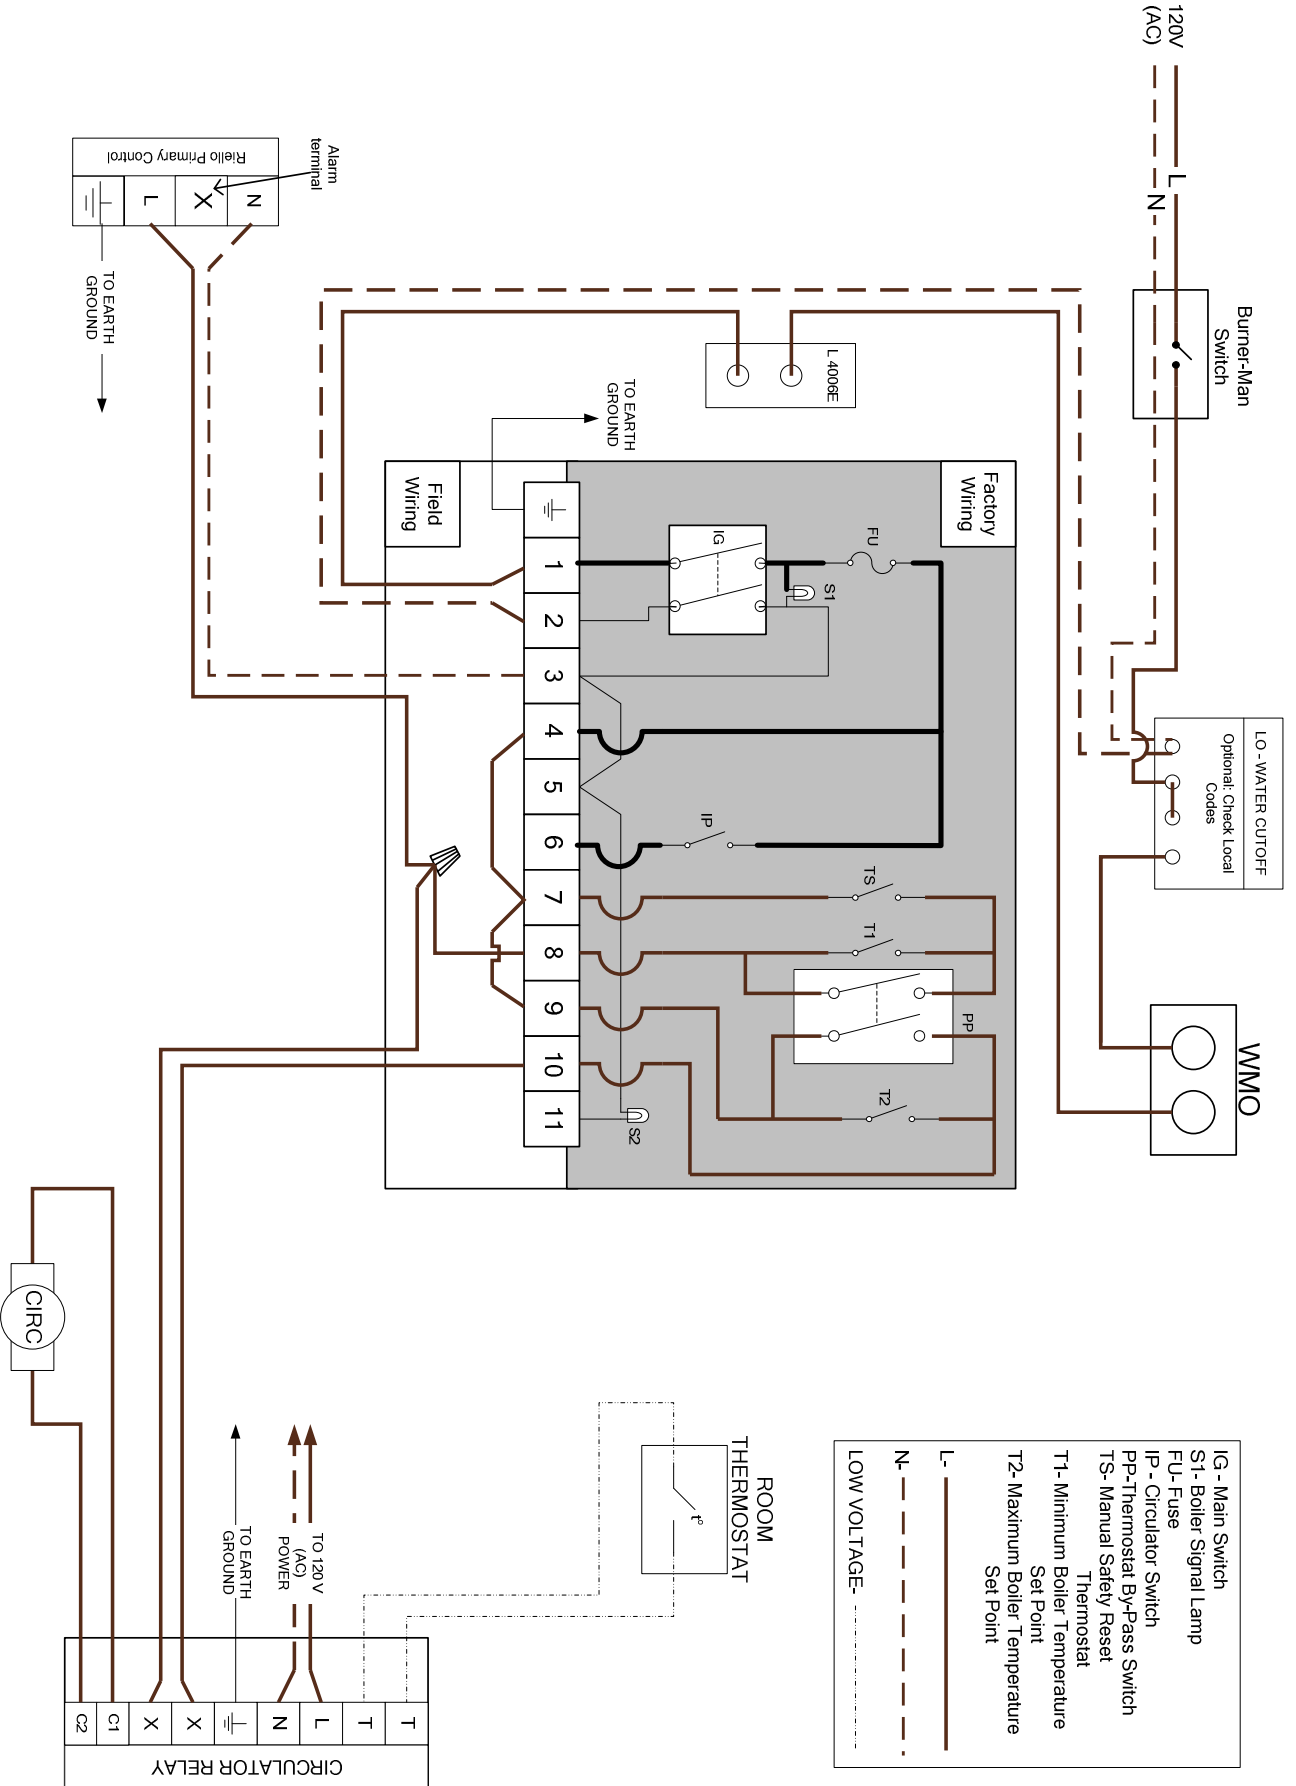 120V
(AC)
L
N
Burner-Man
Switch
LO - WATER CUTOFF
Optional: Check Local
Codes
WMO
Riello Primary Control
L
X
N
Alarm
terminal
TO EARTH
GROUND
L 4006E
TO EARTH
GROUND
Factory
Wiring
Field
Wiring
IG
FU
S1
IP
TS
T1
PP
T2
S2
1
2
3
4
5
6
7
8
9
10
11
CIRC
ROOM
THERMOSTAT
t°
TO 120 V
(AC)
POWER
TO EARTH
GROUND
C2
C1
X
X
N
L
T
T
CIRCULATOR RELAY
IG - Main Switch
S1- Boiler Signal Lamp
FU- Fuse
IP - Circulator Switch
PP-Thermostat By-Pass Switch
TS- Manual Safety Reset
Thermostat
T1- Minimum Boiler Temperature
Set Point
T2- Maximum Boiler Temperature
Set Point
L-
N-
LOW VOLTAGE-